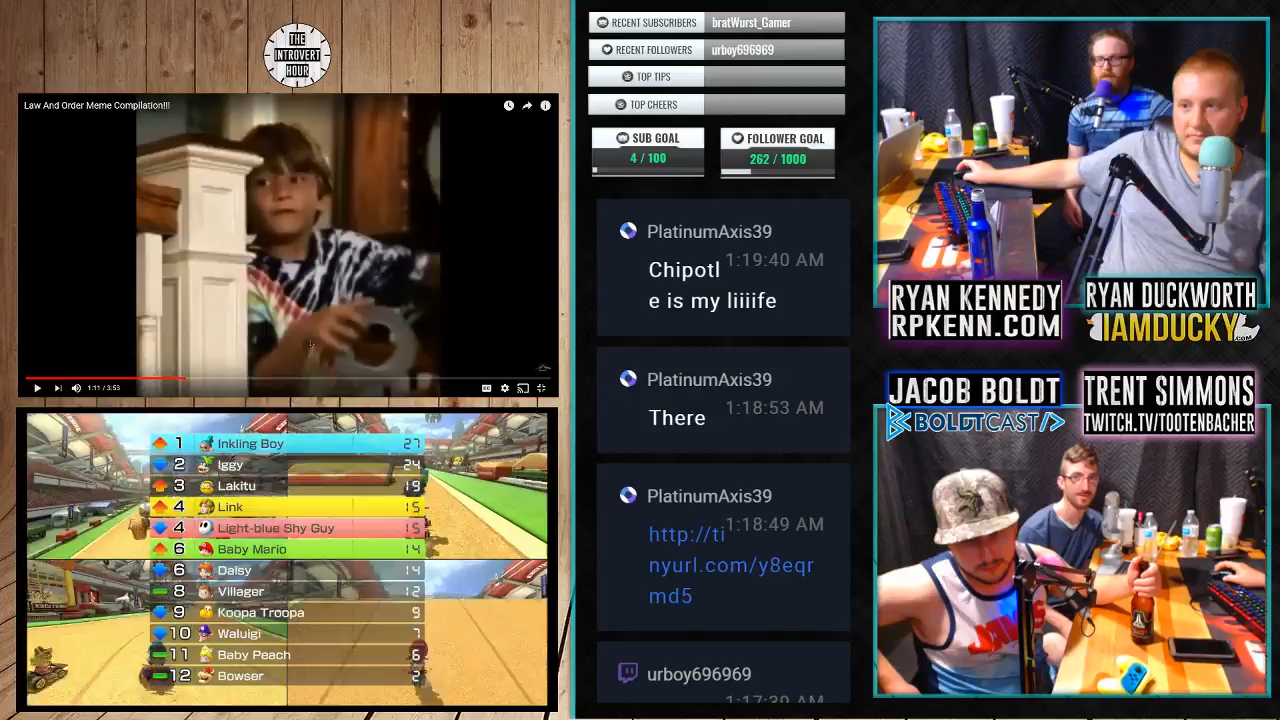 THE
INTROVERT
HOUR
Law And Order Meme Compilation!!!
1:11 / 3:53
1 Inkling Boy 27
2 Iggy 24
3 Lakitu 19
4 Link 15
4 Light-blue Shy Guy 15
6 Baby Mario 14
6 Daisy 14
8 Villager 12
9 Koopa Troopa 9
10 Waluigi 7
11 Baby Peach 6
12 Bowser 2
RECENT SUBSCRIBERS bratWurst_Gamer
RECENT FOLLOWERS urboy696969
TOP TIPS
TOP CHEERS
SUB GOAL
4 / 100
FOLLOWER GOAL
262 / 1000
PlatinumAxis39
1:19:40 AM
Chipotl
e is my liiiife
PlatinumAxis39
1:18:53 AM
There
PlatinumAxis39
1:18:49 AM
http://ti
nyurl.com/y8eqr
md5
urboy696969
1:17:39 AM
RYAN KENNEDY
RPKENN.COM
RYAN DUCKWORTH
IAMDUCKY.COM
JACOB BOLDT
BOLDTCAST/>
TRENT SIMMONS
TWITCH.TV/TOOTENBACHER